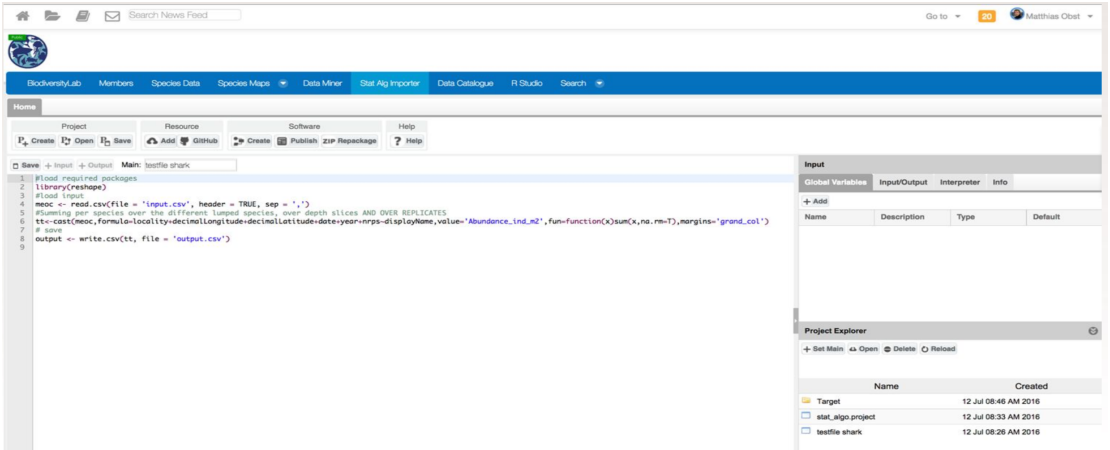 Search News Feed
Go to
20
Matthias Obst
BiodiversityLab Members Species Data Species Maps Data Miner Stat Alg Importer Data Catalogue R Studio Search
Home
Project Resource Software Help
Create Open Save Add GitHub Create Publish ZIP Repackage ? Help
Save + Input + Output Main: testfile shark
1 #load required packages
2 library(reshape)
3 #load input
4 meoc <- read.csv(file = 'input.csv', header = TRUE, sep = ',')
5 #Summing per species over the different lumped species, over depth slices AND OVER REPLICATES
6 tt<-cast(meoc,formula=locality+decimalLongitude+decimalLatitude+date+year+nrps~displayName,value='Abundance_ind_m2',fun=function(x)sum(x,na.rm=T),margins='grand_col')
7 # save
8 output <- write.csv(tt, file = 'output.csv')
9
Input
Global Variables Input/Output Interpreter Info
+ Add
Name Description Type Default
Project Explorer
+ Set Main Open Delete Reload
Name Created
Target 12 Jul 08:46 AM 2016
stat_algo.project 12 Jul 08:33 AM 2016
testfile shark 12 Jul 08:26 AM 2016